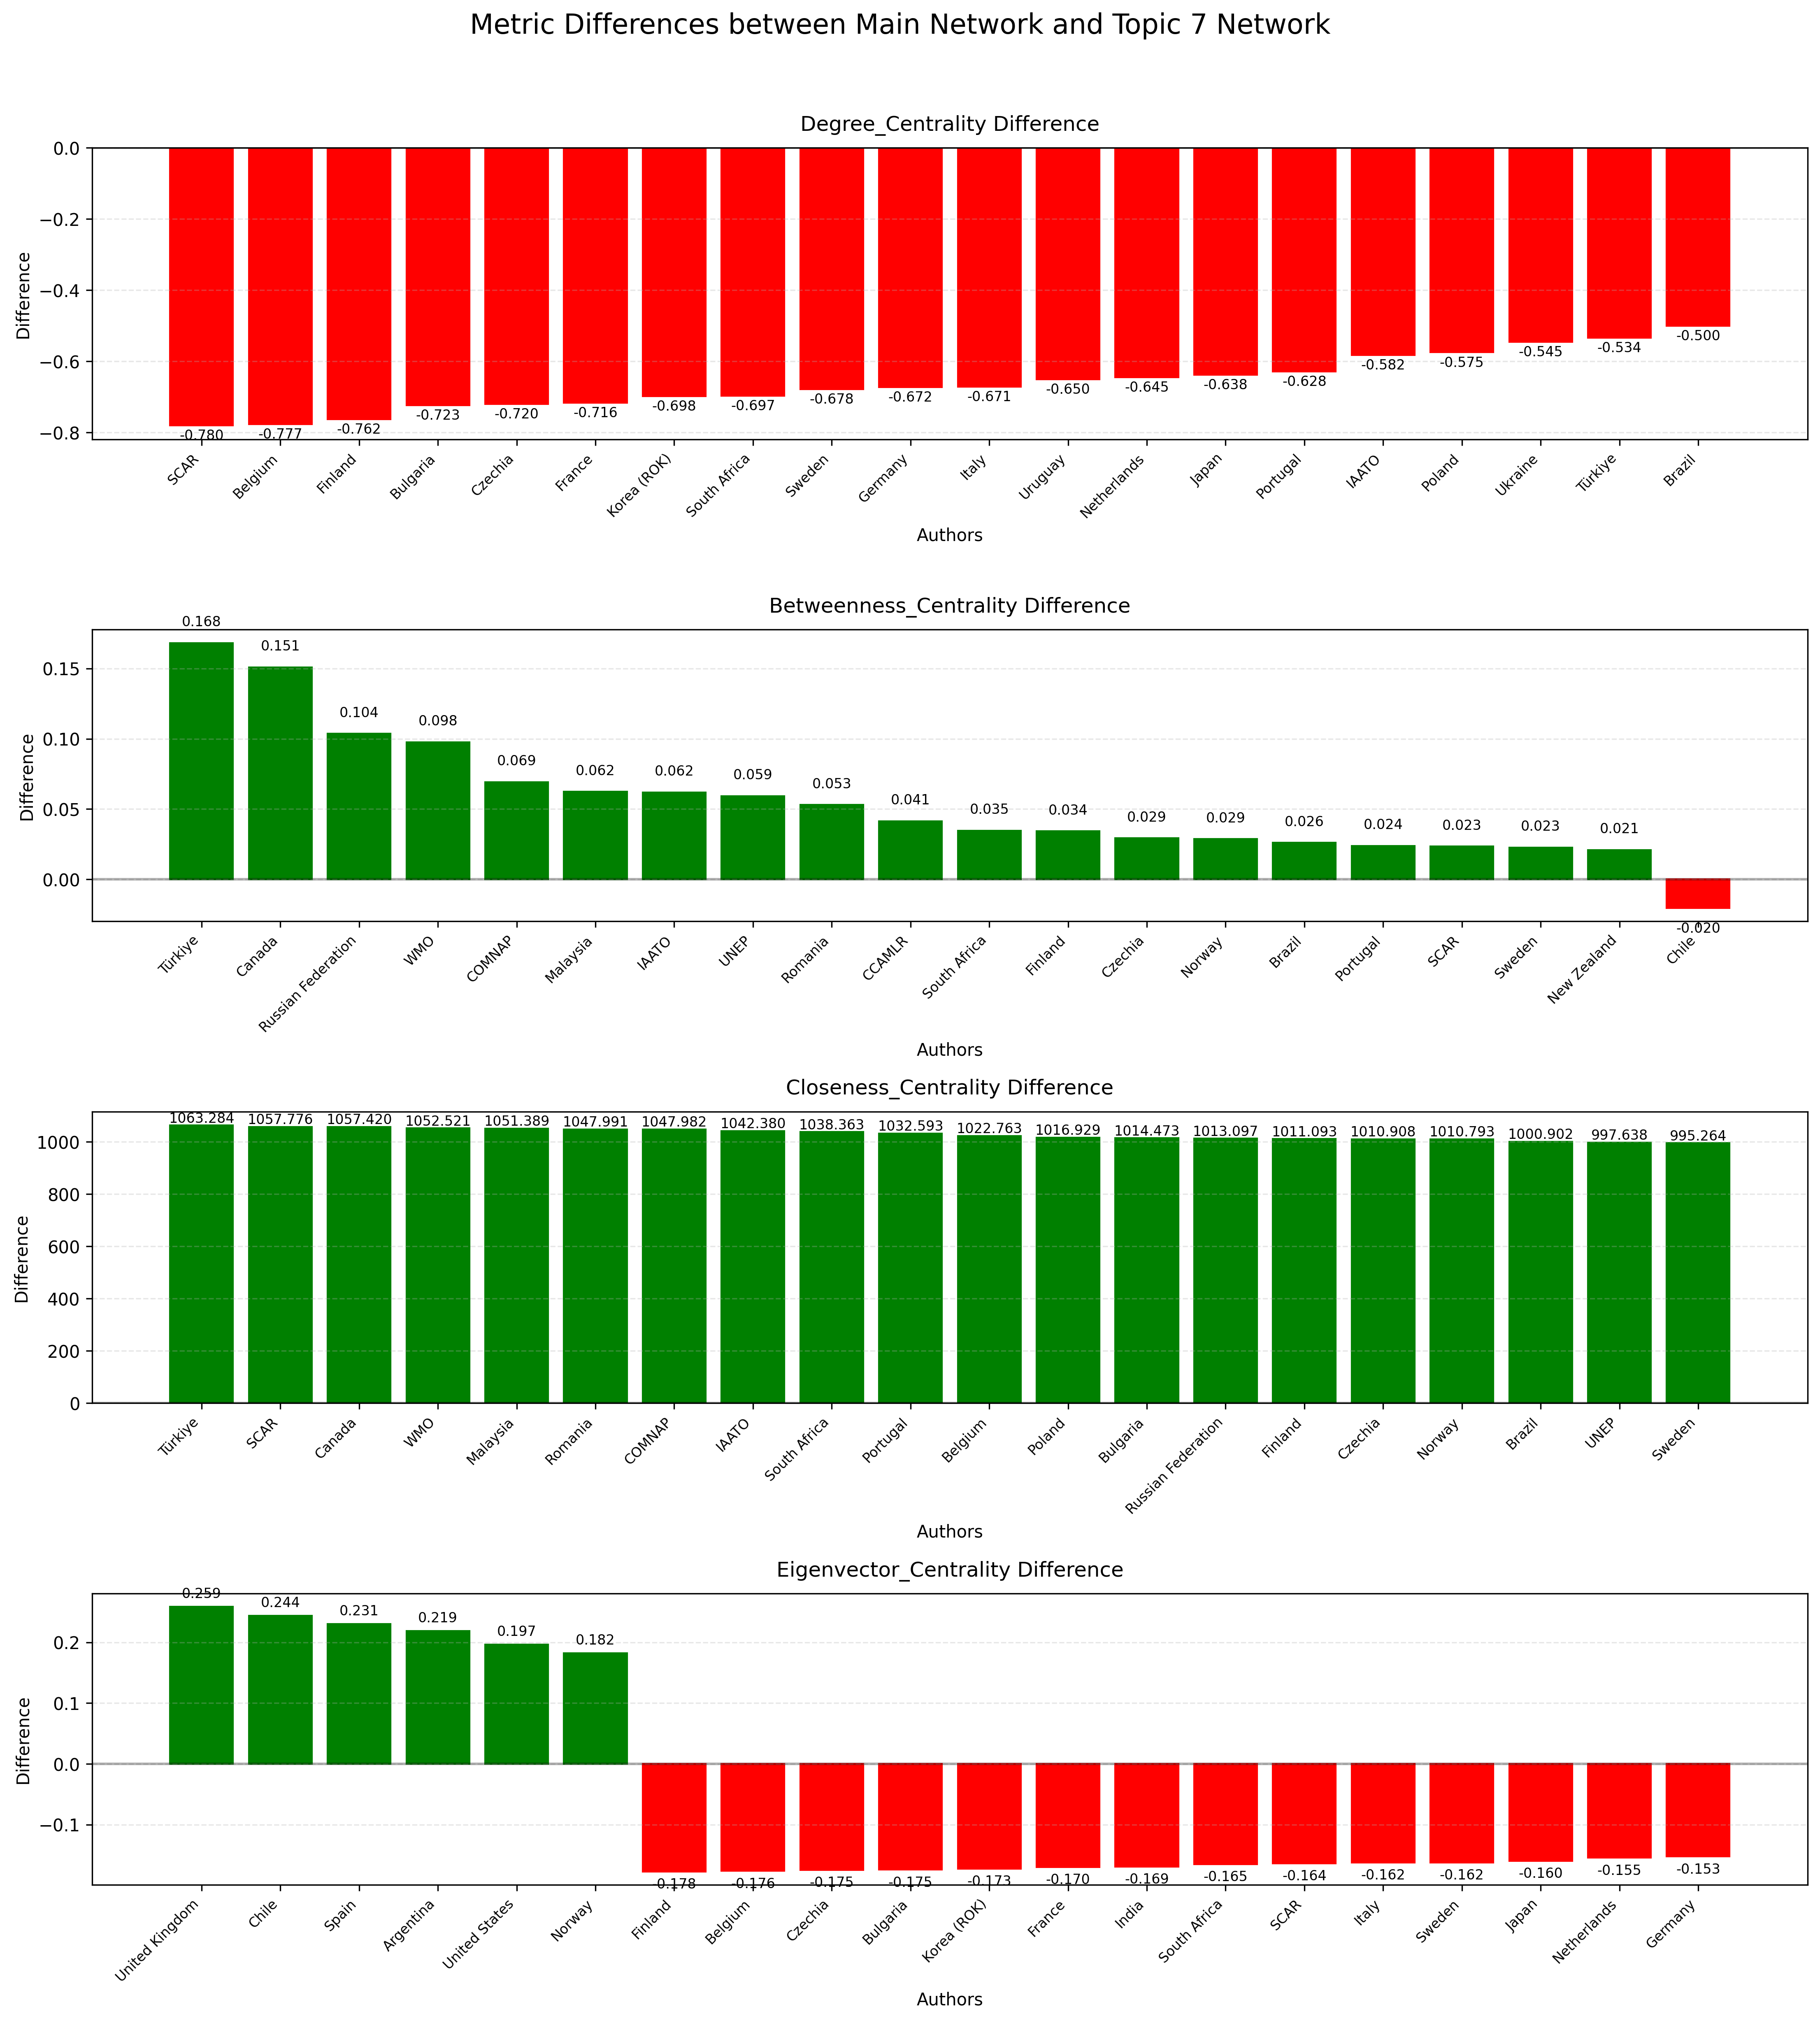 Metric Differences between Main Network and Topic 7 Network
Degree_Centrality Difference
Difference
0.0
−0.2
−0.4
−0.6
−0.8
-0.780 -0.777 -0.762 -0.723 -0.720 -0.716 -0.698 -0.697 -0.678 -0.672 -0.671 -0.650 -0.645 -0.638 -0.628 -0.582 -0.575 -0.545 -0.534 -0.500
SCAR Belgium Finland Bulgaria Czechia France Korea (ROK) South Africa Sweden Germany Italy Uruguay Netherlands Japan Portugal IAATO Poland Ukraine Türkiye Brazil
Authors
Betweenness_Centrality Difference
Difference
0.15
0.10
0.05
0.00
0.168 0.151 0.104 0.098 0.069 0.062 0.062 0.059 0.053 0.041 0.035 0.034 0.029 0.029 0.026 0.024 0.023 0.023 0.021 -0.020
Türkiye Canada Russian Federation WMO COMNAP Malaysia IAATO UNEP Romania CCAMLR South Africa Finland Czechia Norway Brazil Portugal SCAR Sweden New Zealand Chile
Authors
Closeness_Centrality Difference
Difference
1000
800
600
400
200
0
1063.284 1057.776 1057.420 1052.521 1051.389 1047.991 1047.982 1042.380 1038.363 1032.593 1022.763 1016.929 1014.473 1013.097 1011.093 1010.908 1010.793 1000.902 997.638 995.264
Türkiye SCAR Canada WMO Malaysia Romania COMNAP IAATO South Africa Portugal Belgium Poland Bulgaria Russian Federation Finland Czechia Norway Brazil UNEP Sweden
Authors
Eigenvector_Centrality Difference
Difference
0.2
0.1
0.0
−0.1
0.259 0.244 0.231 0.219 0.197 0.182 -0.178 -0.176 -0.175 -0.175 -0.173 -0.170 -0.169 -0.165 -0.164 -0.162 -0.162 -0.160 -0.155 -0.153
United Kingdom Chile Spain Argentina United States Norway Finland Belgium Czechia Bulgaria Korea (ROK) France India South Africa SCAR Italy Sweden Japan Netherlands Germany
Authors